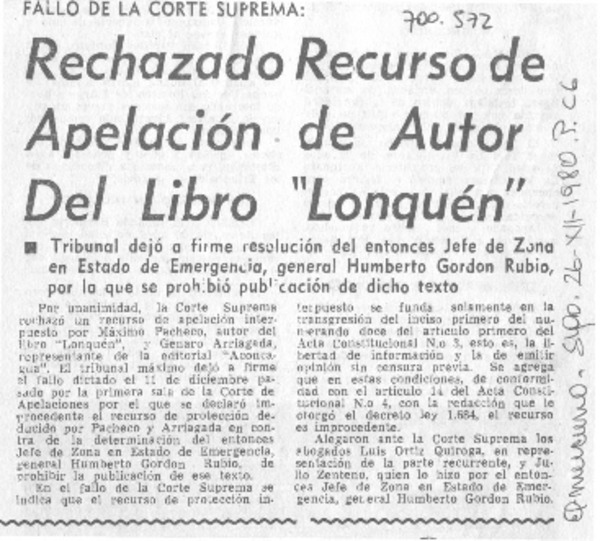 FALLO DE LA CORTE SUPREMA:
700.572
Rechazado Recurso de
Apelación de Autor
Del Libro "Lonquén"
■ Tribunal dejó a firme resolución del entonces Jefe de Zona
en Estado de Emergencia, general Humberto Gordon Rubio,
por lo que se prohibió publicación de dicho texto
Por unanimidad, la Corte Suprema
rechazó un recurso de apelación inter-
puesto por Máximo Pacheco, autor del
libro "Lonquén", y Genaro Arriagada,
representante de la editorial "Aconca-
gua". El tribunal máximo dejó a firme
el fallo dictado el 11 de diciembre pa-
sado por la primera sala de la Corte de
Apelaciones por el que se declaró im-
procedente el recurso de protección de-
ducido por Pacheco y Arriagada en con-
tra de la determinación del entonces
Jefe de Zona en Estado de Emergencia,
general Humberto Gordon Rubio, de
prohibir la publicación de ese texto.
En el fallo de la Corte Suprema se
indica que el recurso de protección in-
terpuesto se funda solamente en la
transgresión del inciso primero del nu-
merando doce del artículo primero del
Acta Constitucional N.o 3, esto es, la li-
bertad de información y la de emitir
opinión sin censura previa. Se agrega
que en estas condiciones, de conformi-
dad con el artículo 14 del Acta Consti-
tucional N.o 4, con la redacción que le
otorgó el decreto ley 1.684, el recurso
es improcedente.
Alegaron ante la Corte Suprema los
abogados Luis Ortiz Quiroga, en re-
presentación de la parte recurrente, y Ju-
lio Zenteno, quien lo hizo por el enton-
ces Jefe de Zona en Estado de Emer-
gencia, general Humberto Gordon Rubio.
El Mercurio. Stgo. 26-XII-1980 P. C6